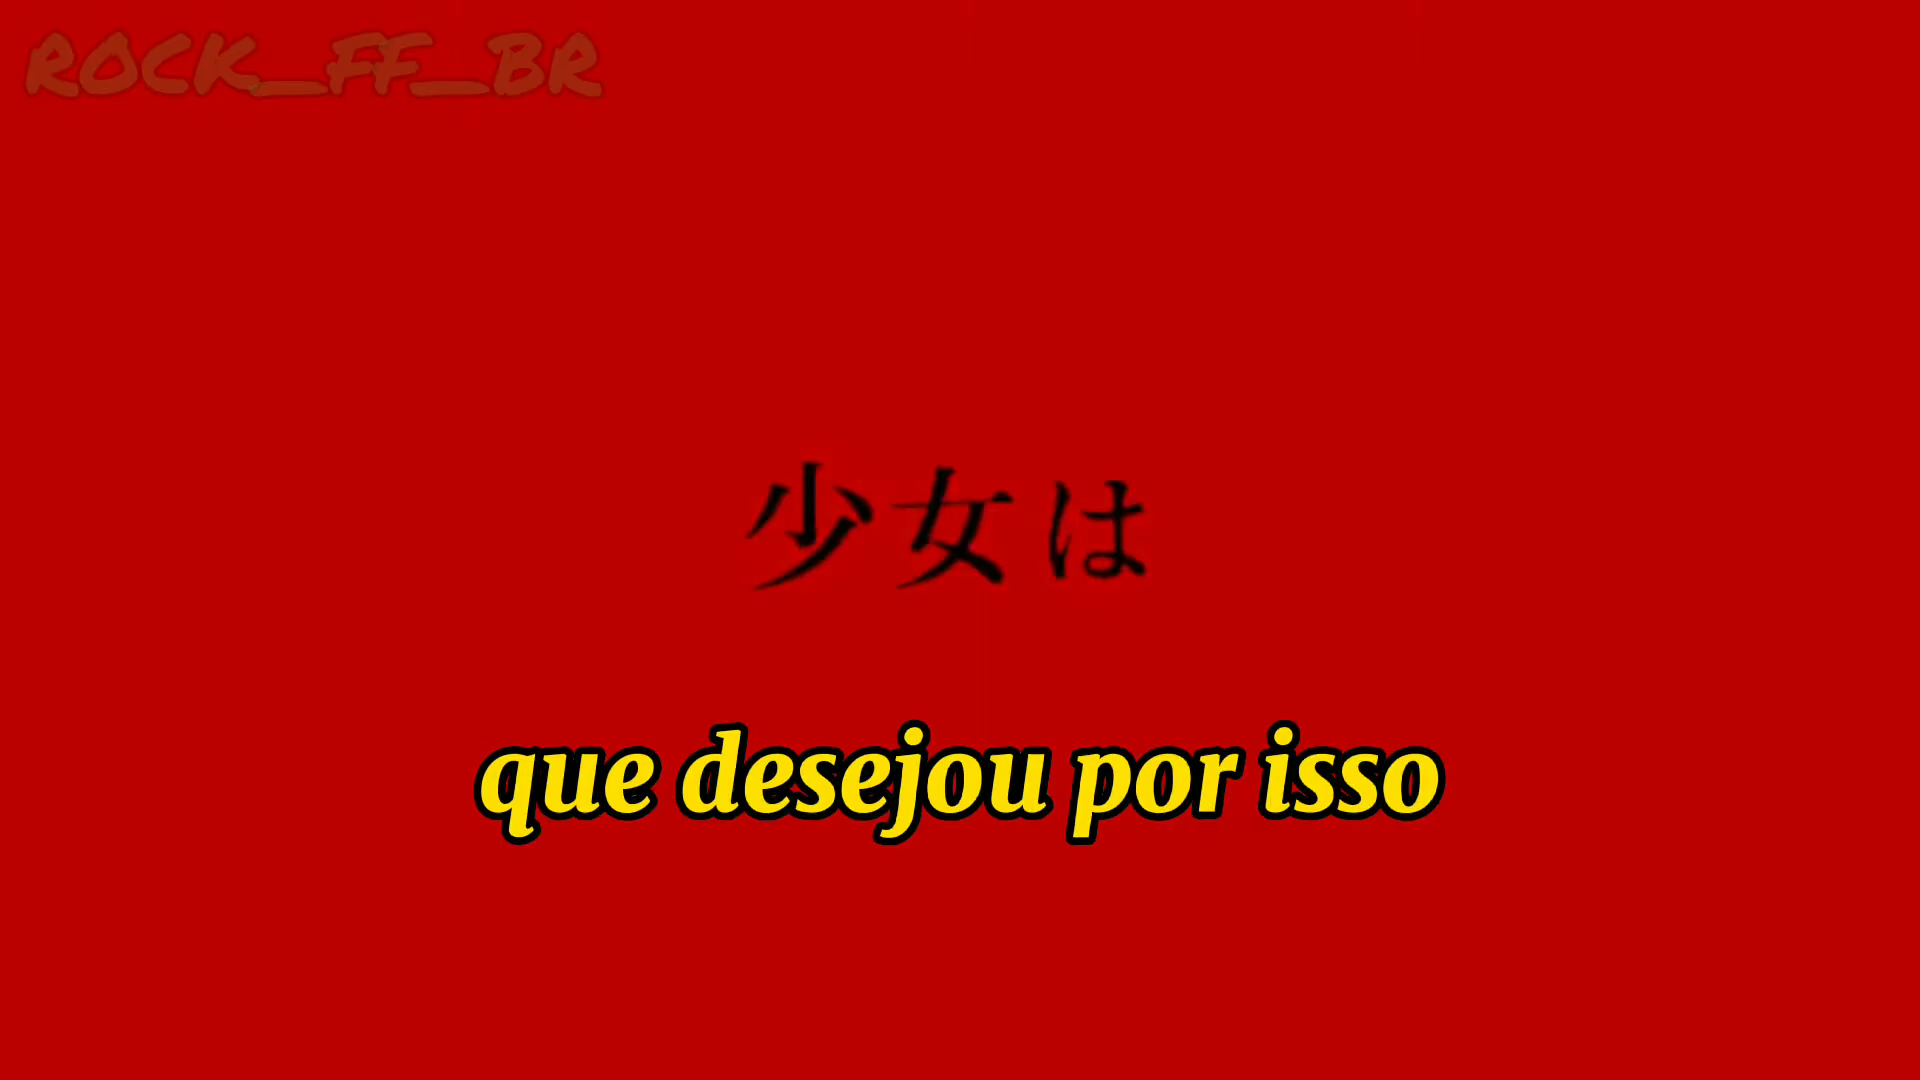 ROCK_FF_BR
少女は
que desejou por isso